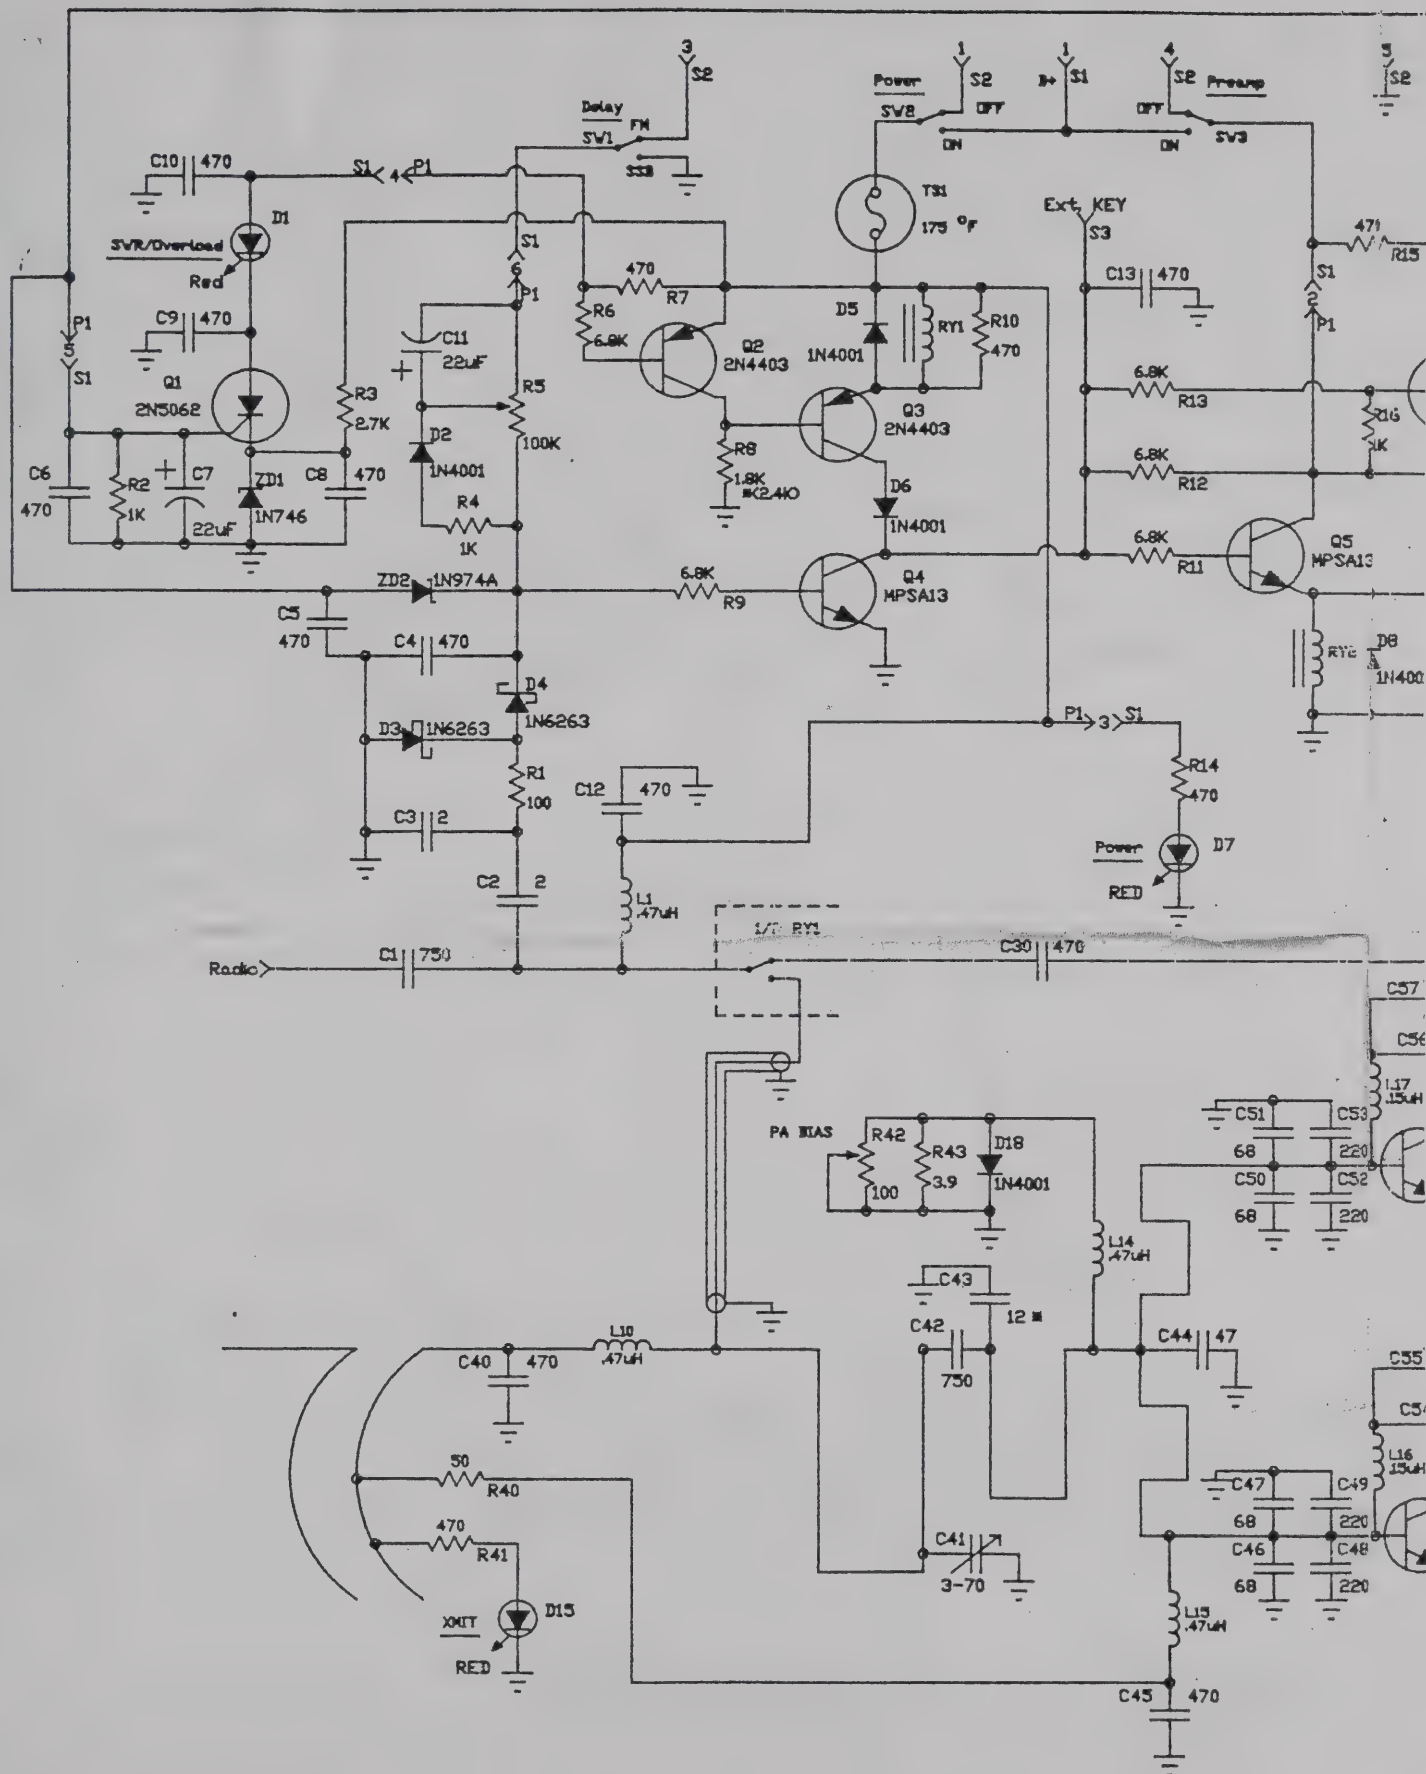 3
S2
1
S2
1
B+
S1
4
S2
5
S2
Power
SW2
OFF
ON
OFF
ON
Preamp
SW3
Delay
SW1
FM
SSB
C10
470
S1
4
P1
D1
SWR/Overload
Red
TS1
175 °F
Ext. KEY
S3
47
R15
S1
6
P1
470
R7
R6
6.8K
C13
470
S1
2
P1
C9
470
P1
5
S1
C11
22uF
+
Q2
2N4403
D5
1N4001
RY1
R10
470
Q1
2N5062
R3
2.7K
R5
100K
6.8K
R13
R16
1K
Q3
2N4403
D2
1N4001
R8
1.8K
*(2.4K)
6.8K
R12
C6
470
R2
1K
+
C7
22uF
ZD1
1N746
C8
470
R4
1K
D6
1N4001
6.8K
R11
Q5
MPSA13
ZD2
1N974A
6.8K
R9
Q4
MPSA13
C5
470
C4
470
RY2
D8
1N400
D4
1N6263
D3
1N6263
P1
3
S1
R1
100
C12
470
R14
470
C3
2
Power
D7
RED
C2
2
L1
.47uH
RY1
C30
470
C1
750
Radio
C57
C56
L17
.15uH
PA BIAS
R42
100
R43
3.9
D18
1N4001
C51
68
C53
220
C50
68
C52
220
L14
.47uH
C43
12 *
L10
.47uH
C42
750
C44
47
C40
470
C55
C54
L16
.15uH
50
R40
C47
68
C49
220
470
R41
C41
3-70
C46
68
C48
220
XMIT
RED
D15
L15
.47uH
C45
470